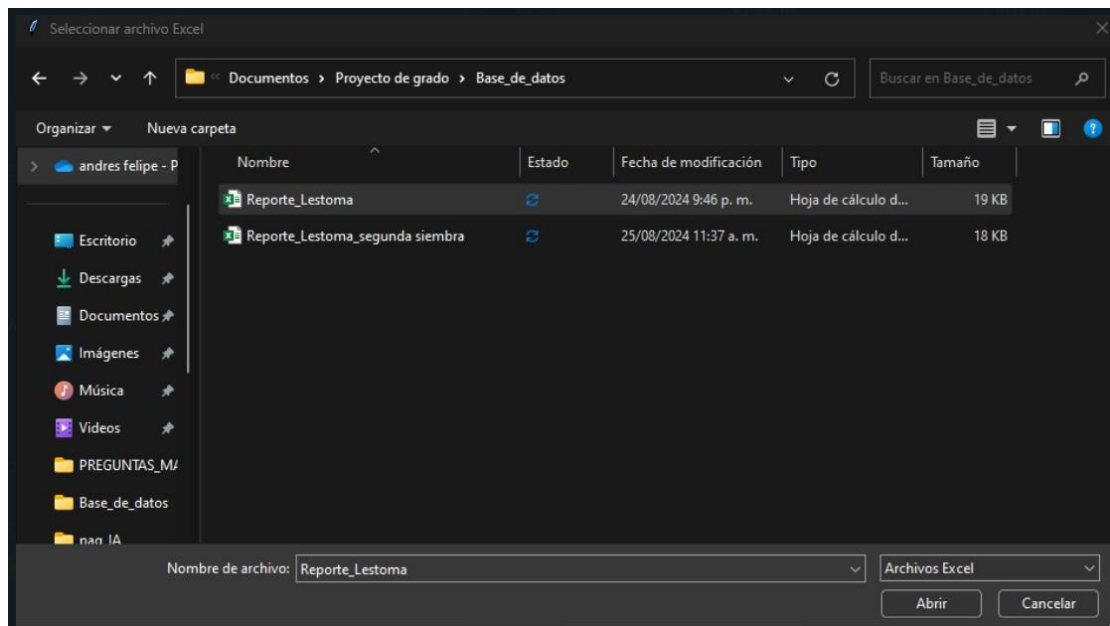 Seleccionar archivo Excel
« Documentos > Proyecto de grado > Base_de_datos
Buscar en Base_de_datos
Organizar
Nueva carpeta
andres felipe - P
Nombre
Estado
Fecha de modificación
Tipo
Tamaño
Reporte_Lestoma
24/08/2024 9:46 p. m.
Hoja de cálculo d...
19 KB
Reporte_Lestoma_segunda siembra
25/08/2024 11:37 a. m.
Hoja de cálculo d...
18 KB
Escritorio
Descargas
Documentos
Imágenes
Música
Videos
PREGUNTAS_MA
Base_de_datos
pag_IA
Nombre de archivo:
Reporte_Lestoma
Archivos Excel
Abrir
Cancelar